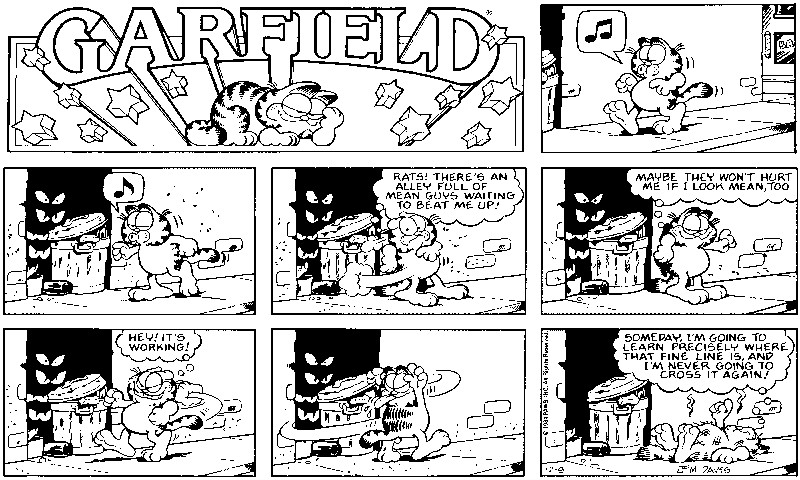 GARFIELD
RATS! THERE'S AN
ALLEY FULL OF
MEAN GUYS WAITING
TO BEAT ME UP!
MAYBE THEY WON'T HURT
ME IF I LOOK MEAN, TOO
HEY! IT'S
WORKING!
SOMEDAY, I'M GOING TO
LEARN PRECISELY WHERE
THAT FINE LINE IS, AND
I'M NEVER GOING TO
CROSS IT AGAIN!
JIM DAVIS